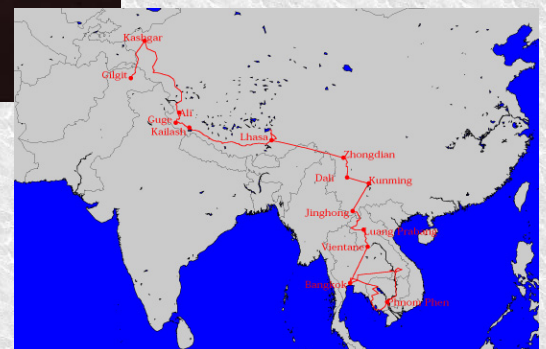 Kashgar
Gilgit
Ali
Guge
Kailash
Lhasa
Zhongdian
Dali
Kunming
Jinghong
Luang Prabang
Vientane
Bangkok
Phnom Phen